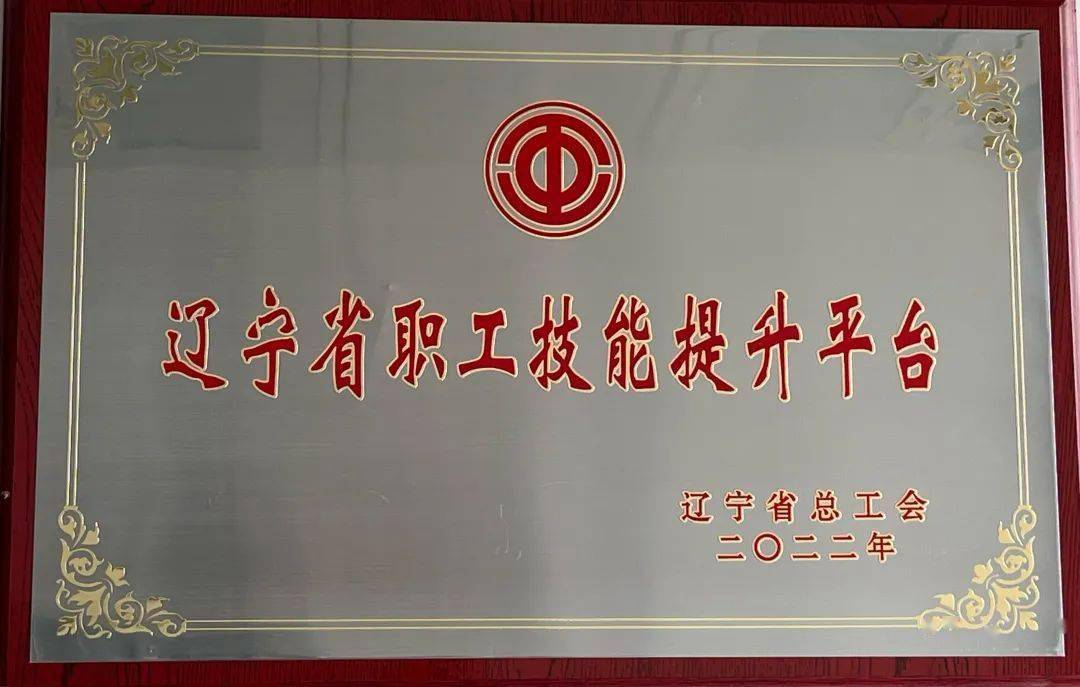 辽宁省职工技能提升平台
辽宁省总工会
二〇二二年